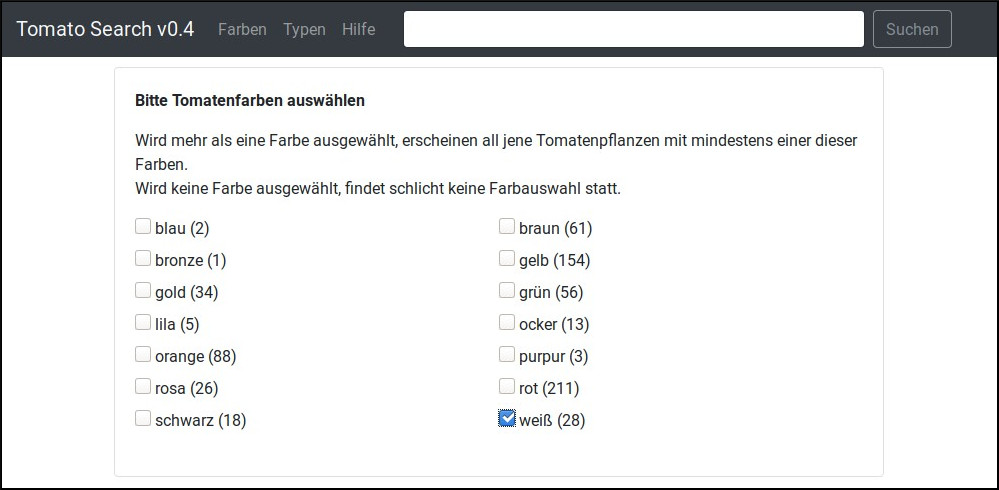 Tomato Search v0.4 Farben Typen Hilfe Suchen
Bitte Tomatenfarben auswählen
Wird mehr als eine Farbe ausgewählt, erscheinen all jene Tomatenpflanzen mit mindestens einer dieser
Farben.
Wird keine Farbe ausgewählt, findet schlicht keine Farbauswahl statt.
blau (2) braun (61)
bronze (1) gelb (154)
gold (34) grün (56)
lila (5) ocker (13)
orange (88) purpur (3)
rosa (26) rot (211)
schwarz (18) weiß (28)